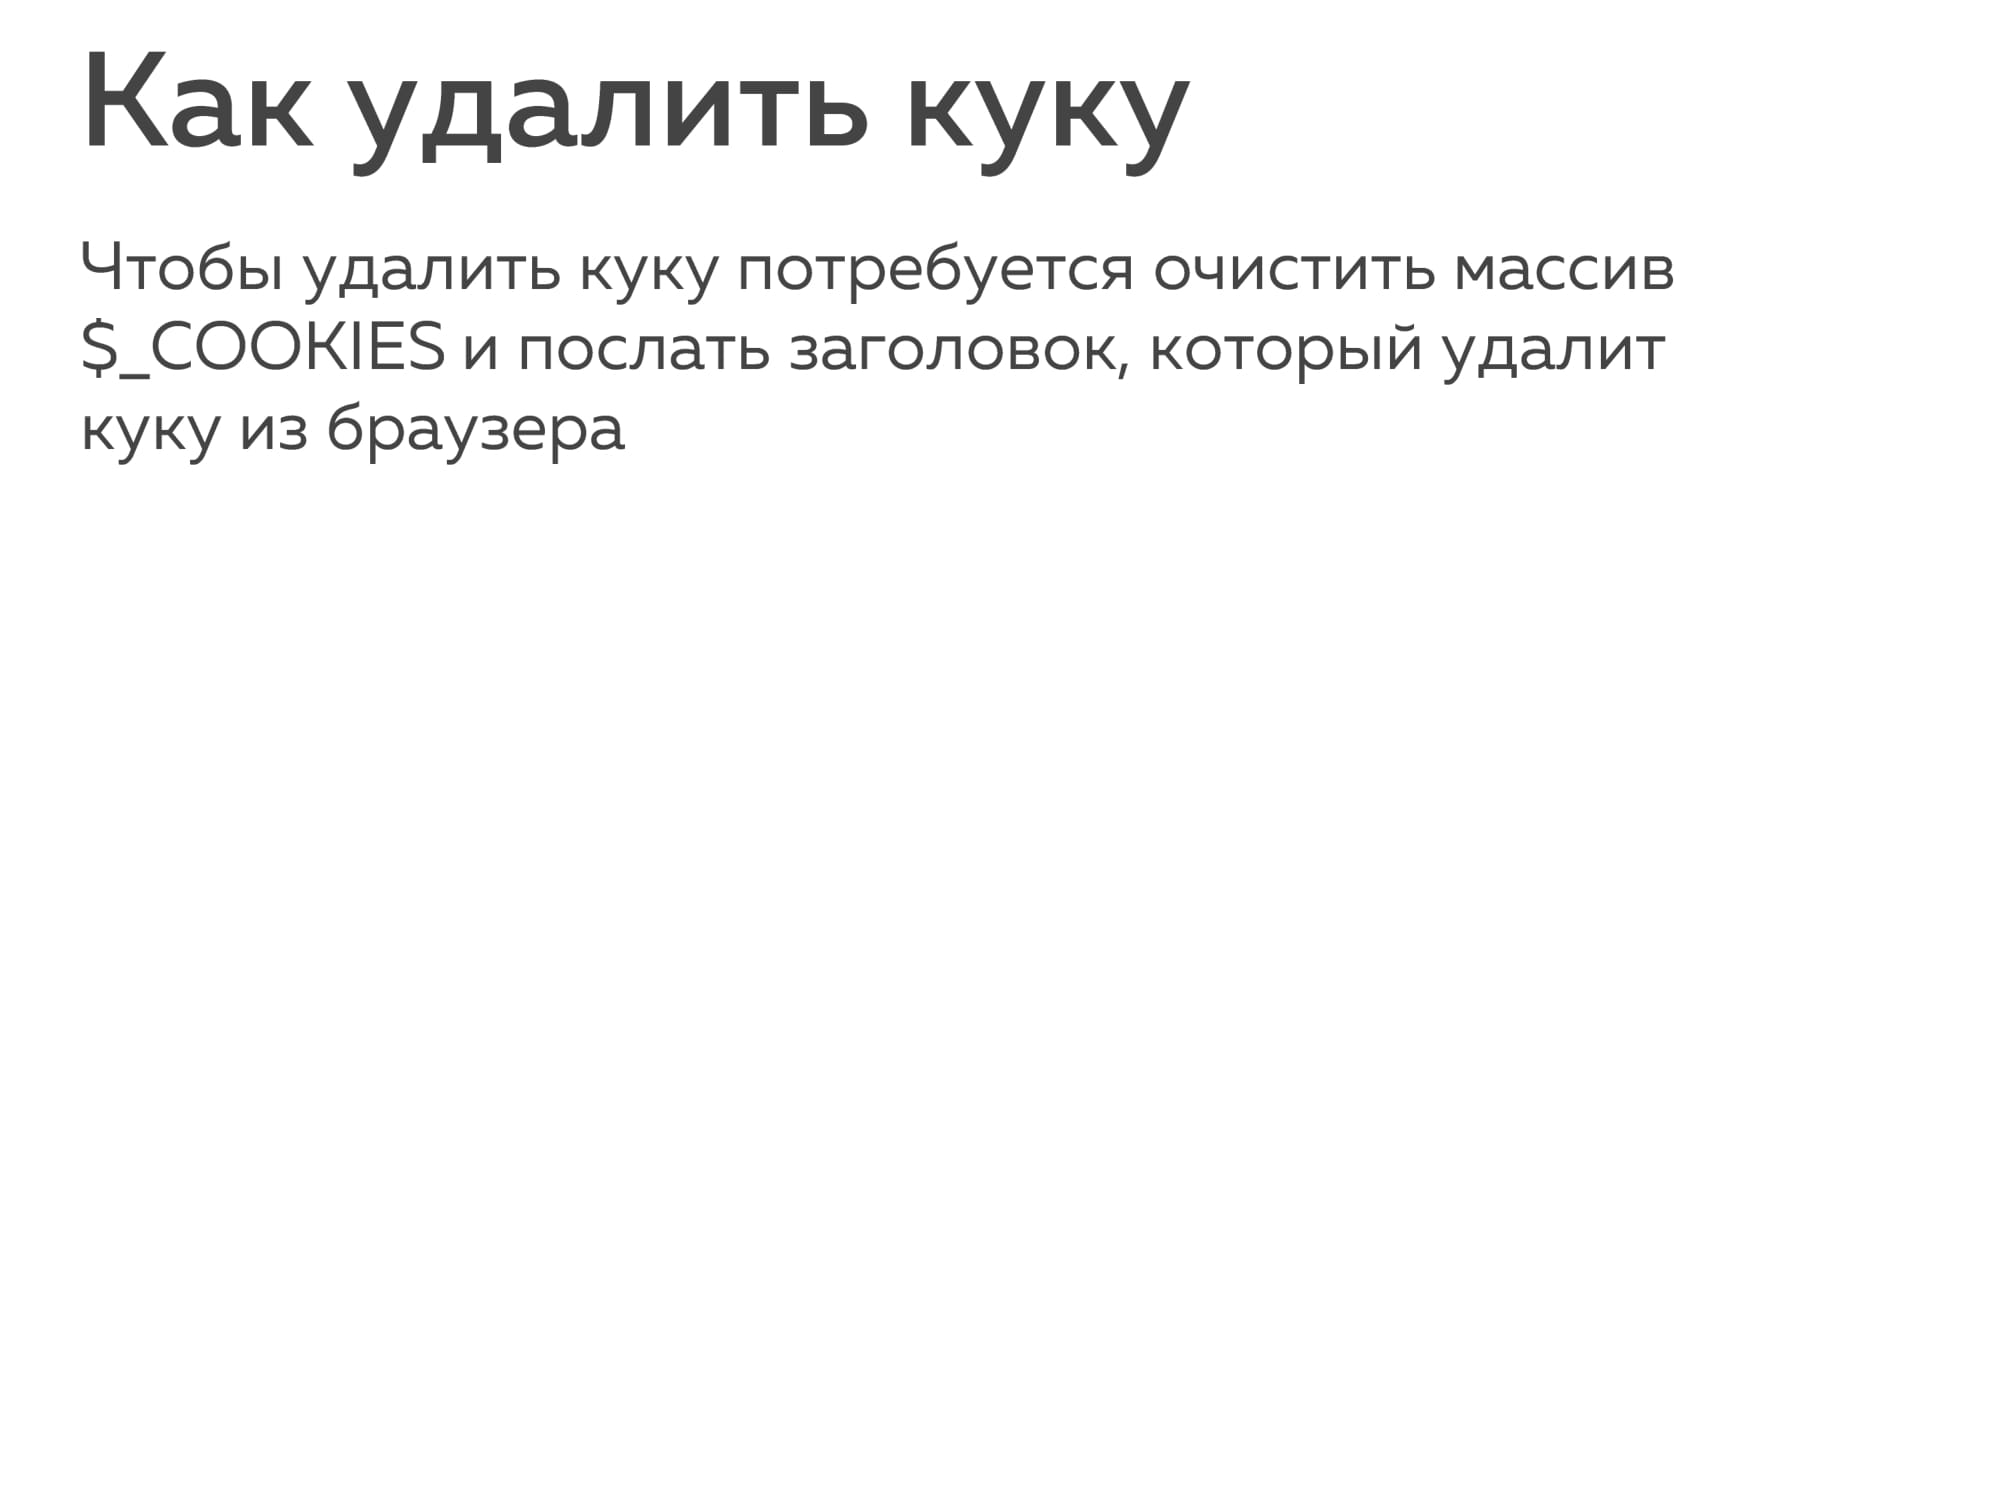 Как удалить куку
Чтобы удалить куку потребуется очистить массив
$_COOKIES и послать заголовок, который удалит
куку из браузера